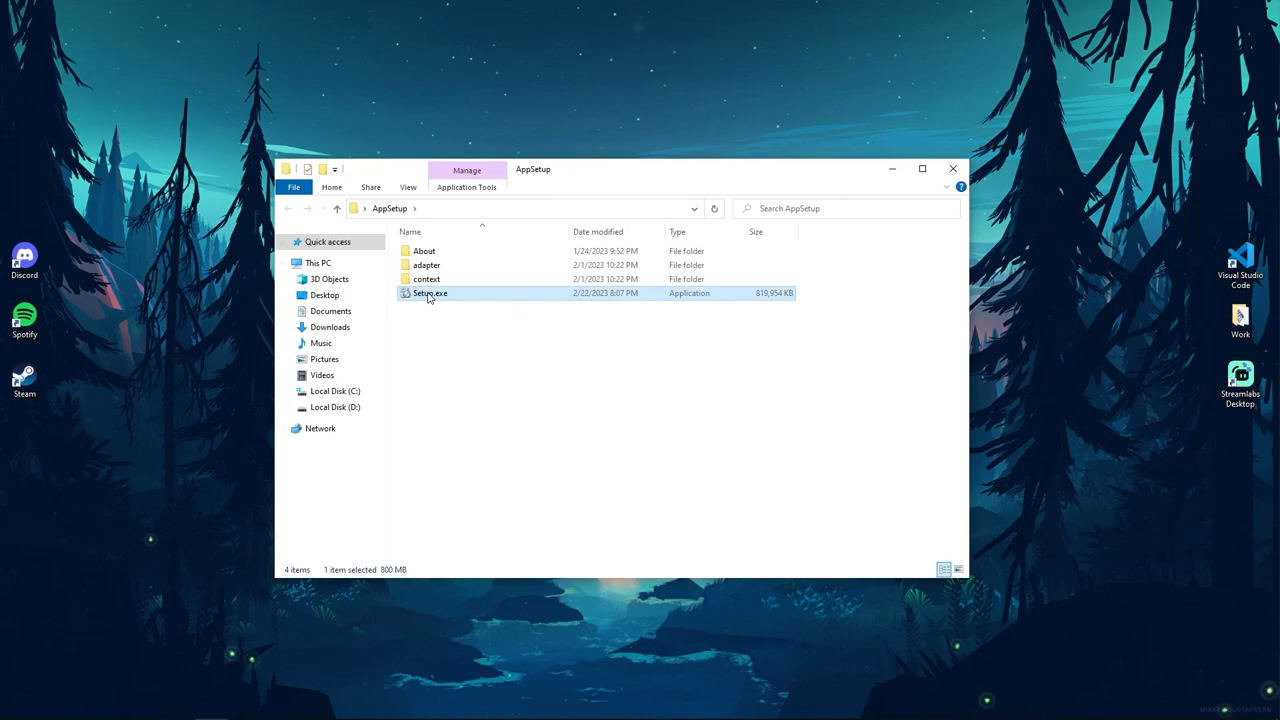 Manage
AppSetup
File
Home
Share
View
Application Tools
AppSetup
Search AppSetup
Name
Date modified
Type
Size
Quick access
This PC
3D Objects
Desktop
Documents
Downloads
Music
Pictures
Videos
Local Disk (C:)
Local Disk (D:)
Network
About 1/24/2023 9:52 PM File folder
adapter 2/1/2023 10:22 PM File folder
context 2/1/2023 10:22 PM File folder
Setup.exe 2/22/2023 8:07 PM Application 819,954 KB
4 items 1 item selected 800 MB
Discord
Spotify
Steam
Visual Studio
Code
Work
Streamlabs
Desktop